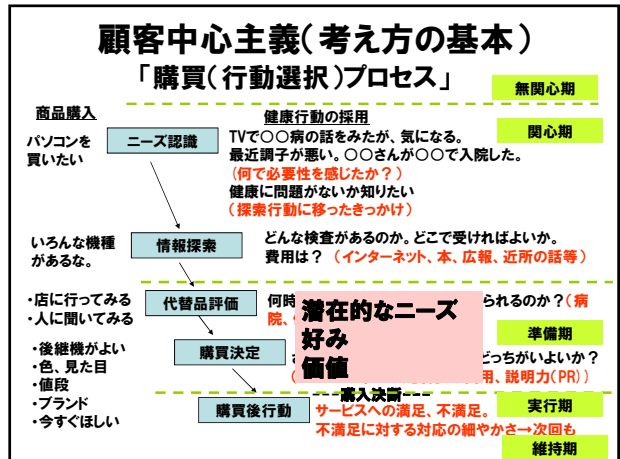 顧客中心主義(考え方の基本)
「購買(行動選択)プロセス」
無関心期
商品購入
健康行動の採用
パソコンを
買いたい
ニーズ認識
TVで○○病の話をみたが、気になる。
最近調子が悪い。○○さんが○○で入院した。
(何で必要性を感じたか?)
健康に問題がないか知りたい
(探索行動に移ったきっかけ)
関心期
いろんな機種
があるな。
情報探索
どんな検査があるのか。どこで受ければよいか。
費用は? (インターネット、本、広報、近所の話等)
・店に行ってみる
・人に聞いてみる
代替品評価
何時
られるのか?(病
院、
潜在的なニーズ
好み
価値
準備期
・後継機がよい
・色、見た目
・値段
・ブランド
・今すぐほしい
購買決定
どっちがいよいか?
用、説明力(PR))
購入決断
購買後行動
サービスへの満足、不満足。
不満足に対する対応の細やかさ→次回も
実行期
維持期